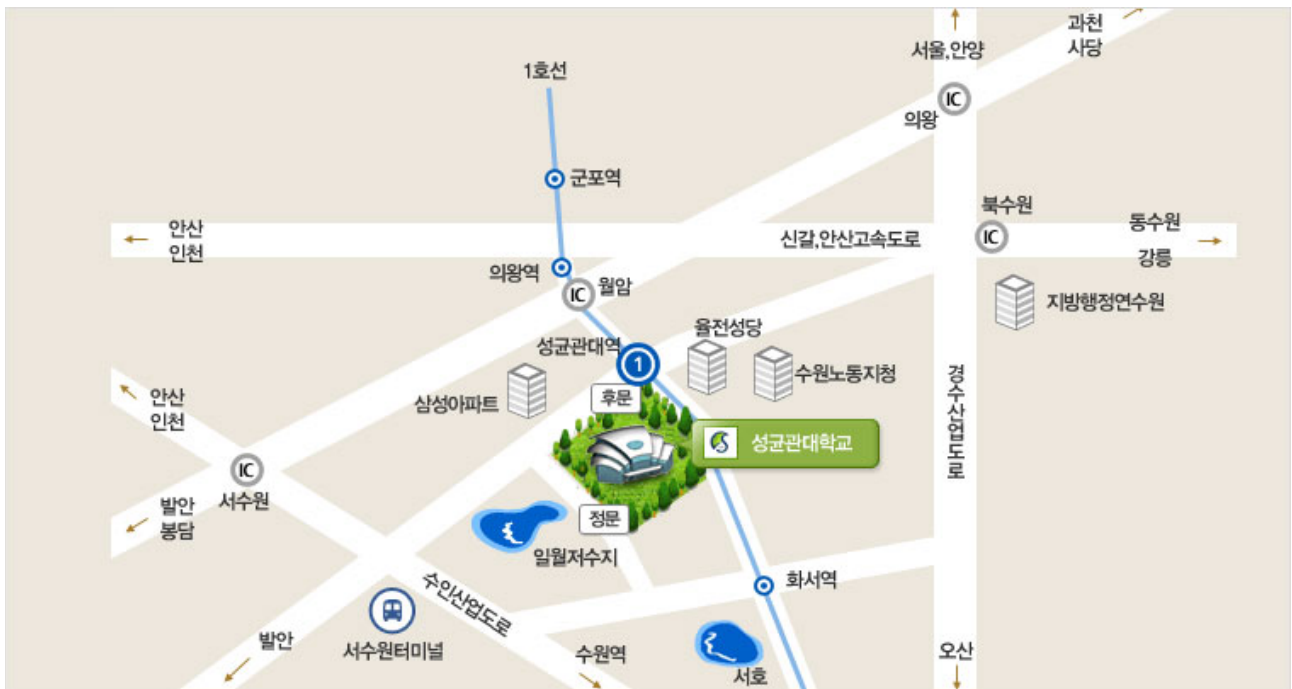 과천
사당
서울,안양
1호선
IC
의왕
군포역
북수원
IC
안산
인천
신갈,안산고속도로
동수원
강릉
의왕역
IC
월암
지방행정연수원
율전성당
성균관대역
1
수원노동지청
경수산업도로
삼성아파트
후문
안산
인천
성균관대학교
IC
서수원
발안
봉담
정문
일월저수지
화서역
수인산업도로
발안
서수원터미널
수원역
서호
오산